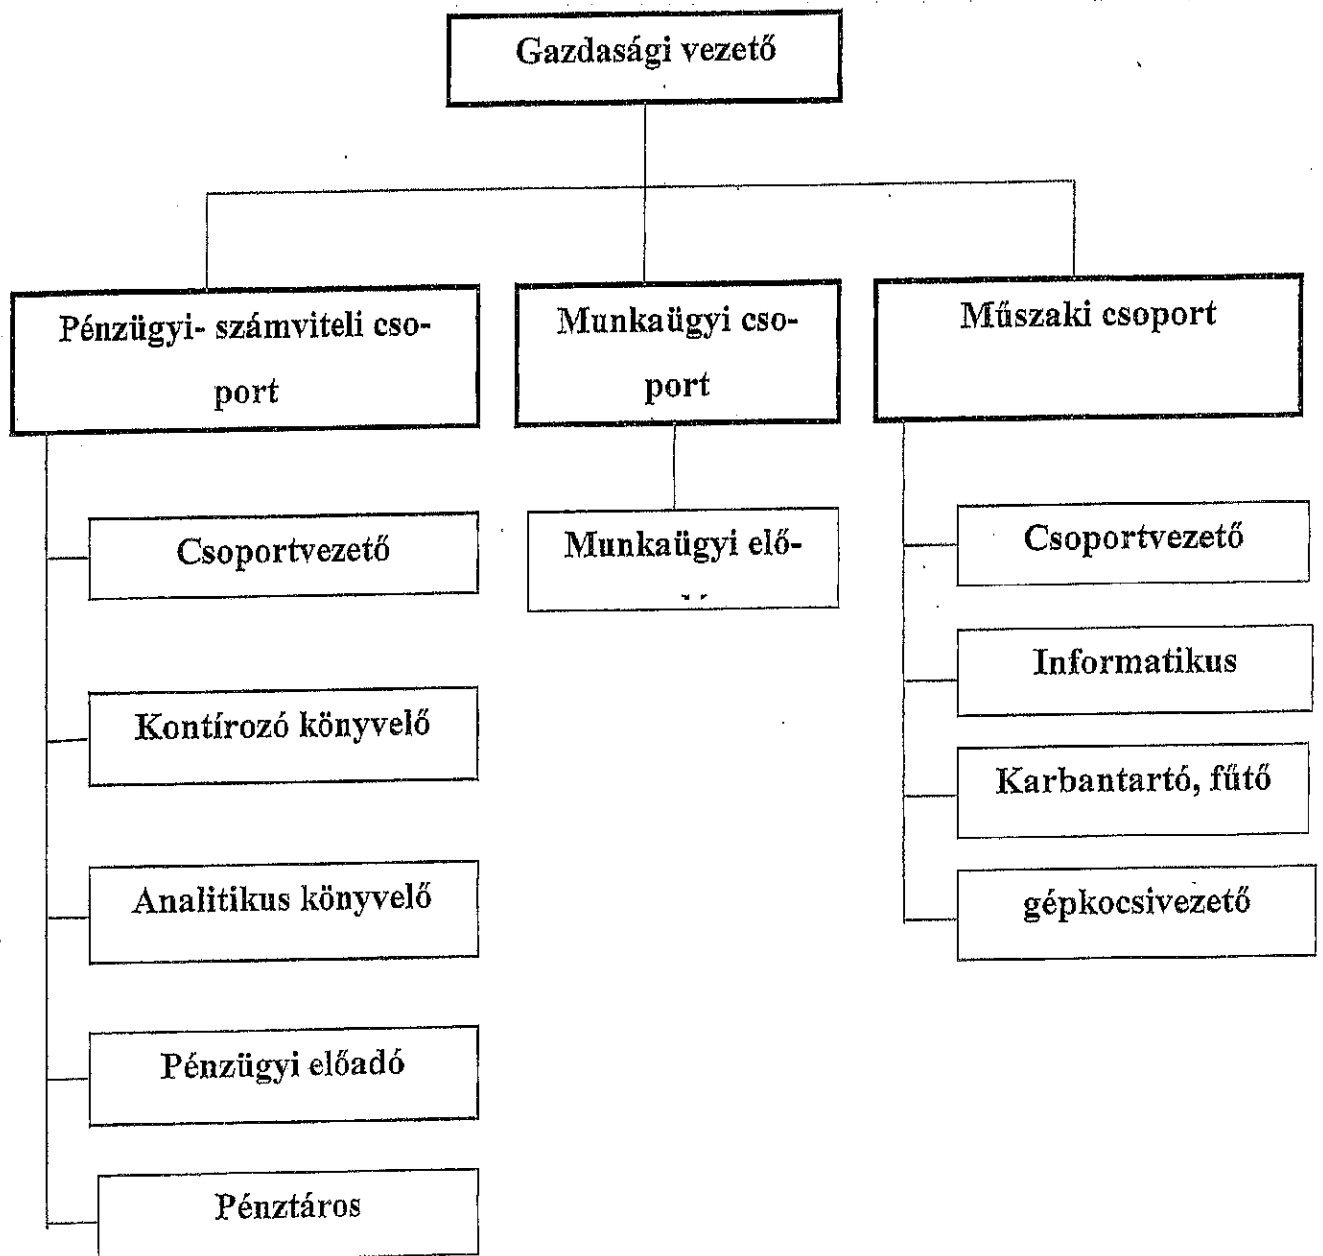 Gazdasági vezető
Pénzügyi- számviteli cso-
port
Munkaügyi cso-
port
Műszaki csoport
Csoportvezető
Kontírozó könyvelő
Analitikus könyvelő
Pénzügyi előadó
Pénztáros
Munkaügyi elő-
Csoportvezető
Informatikus
Karbantartó, fűtő
gépkocsivezető